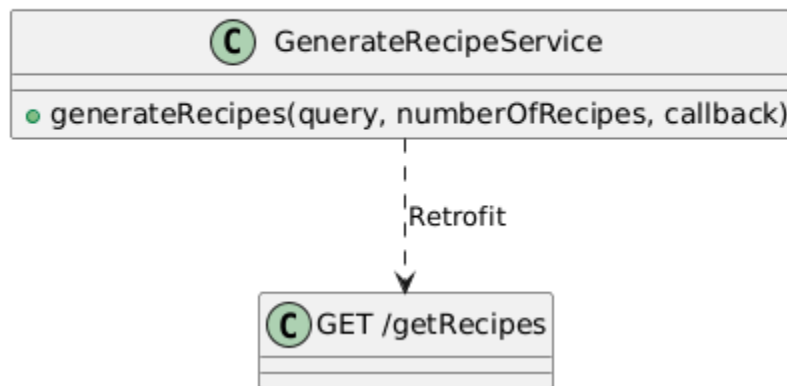 C GenerateRecipeService
generateRecipes(query, numberOfRecipes, callback)
Retrofit
C GET /getRecipes